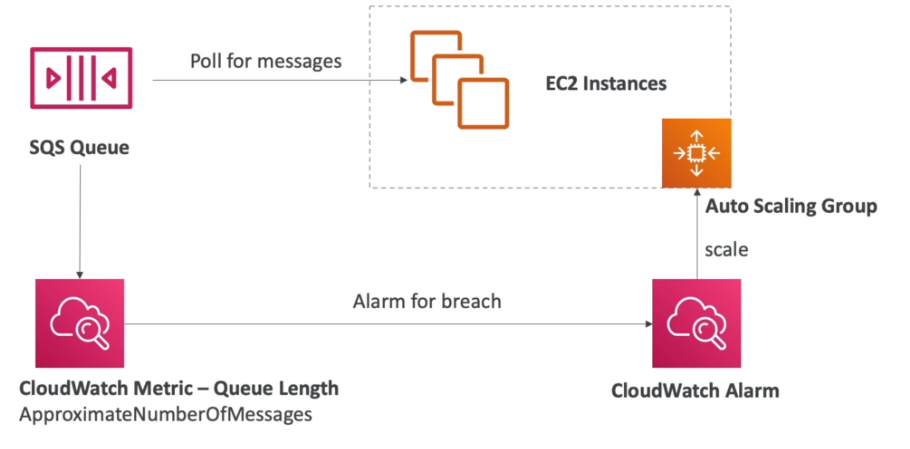 Poll for messages
EC2 Instances
SQS Queue
Auto Scaling Group
scale
Alarm for breach
CloudWatch Metric – Queue Length
ApproximateNumberOfMessages
CloudWatch Alarm